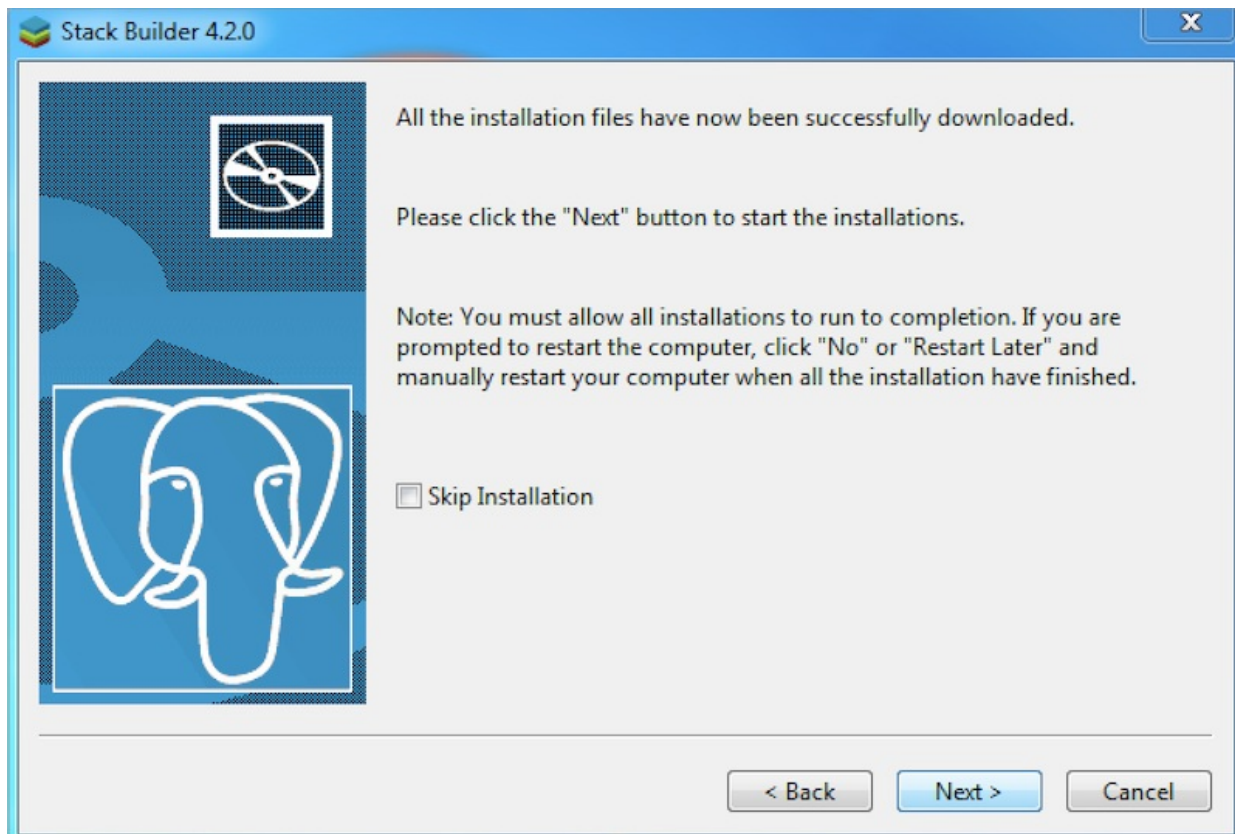 Stack Builder 4.2.0
X
All the installation files have now been successfully downloaded.
Please click the "Next" button to start the installations.
Note: You must allow all installations to run to completion. If you are
prompted to restart the computer, click "No" or "Restart Later" and
manually restart your computer when all the installation have finished.
Skip Installation
< Back
Next >
Cancel